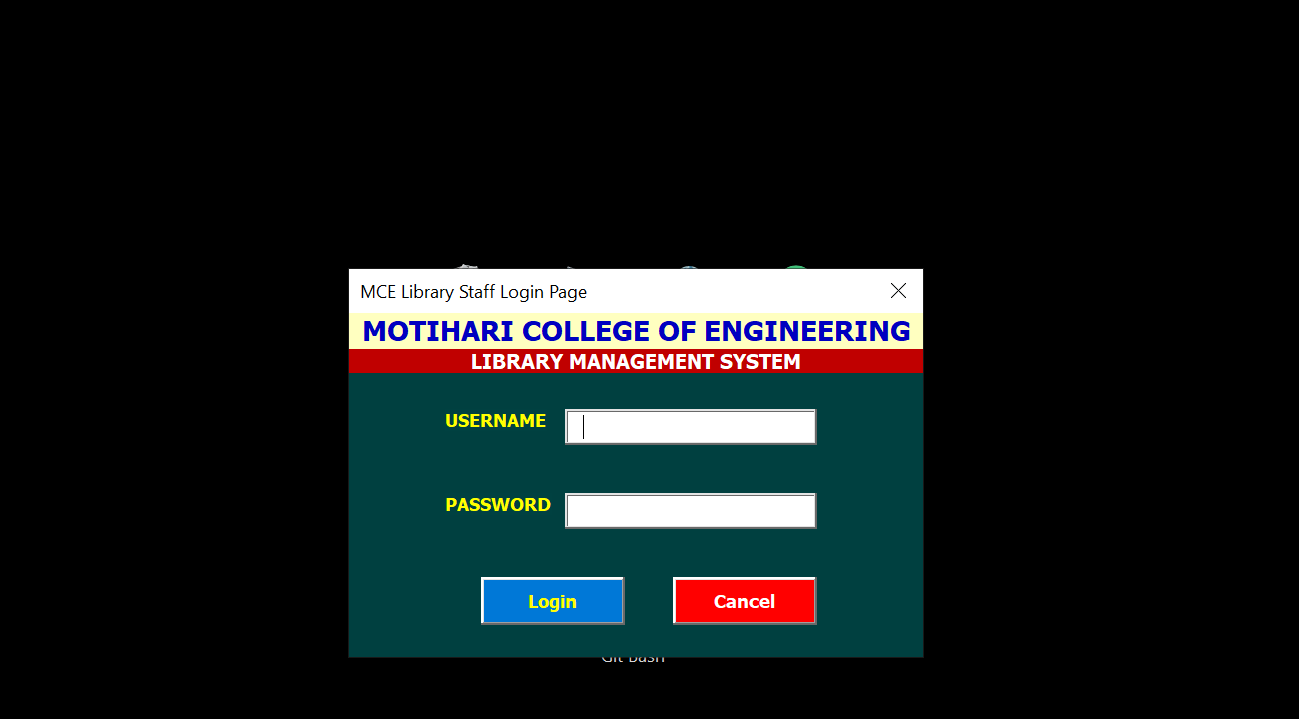 MCE Library Staff Login Page
MOTIHARI COLLEGE OF ENGINEERING
LIBRARY MANAGEMENT SYSTEM
USERNAME
PASSWORD
Login
Cancel
Git Bash